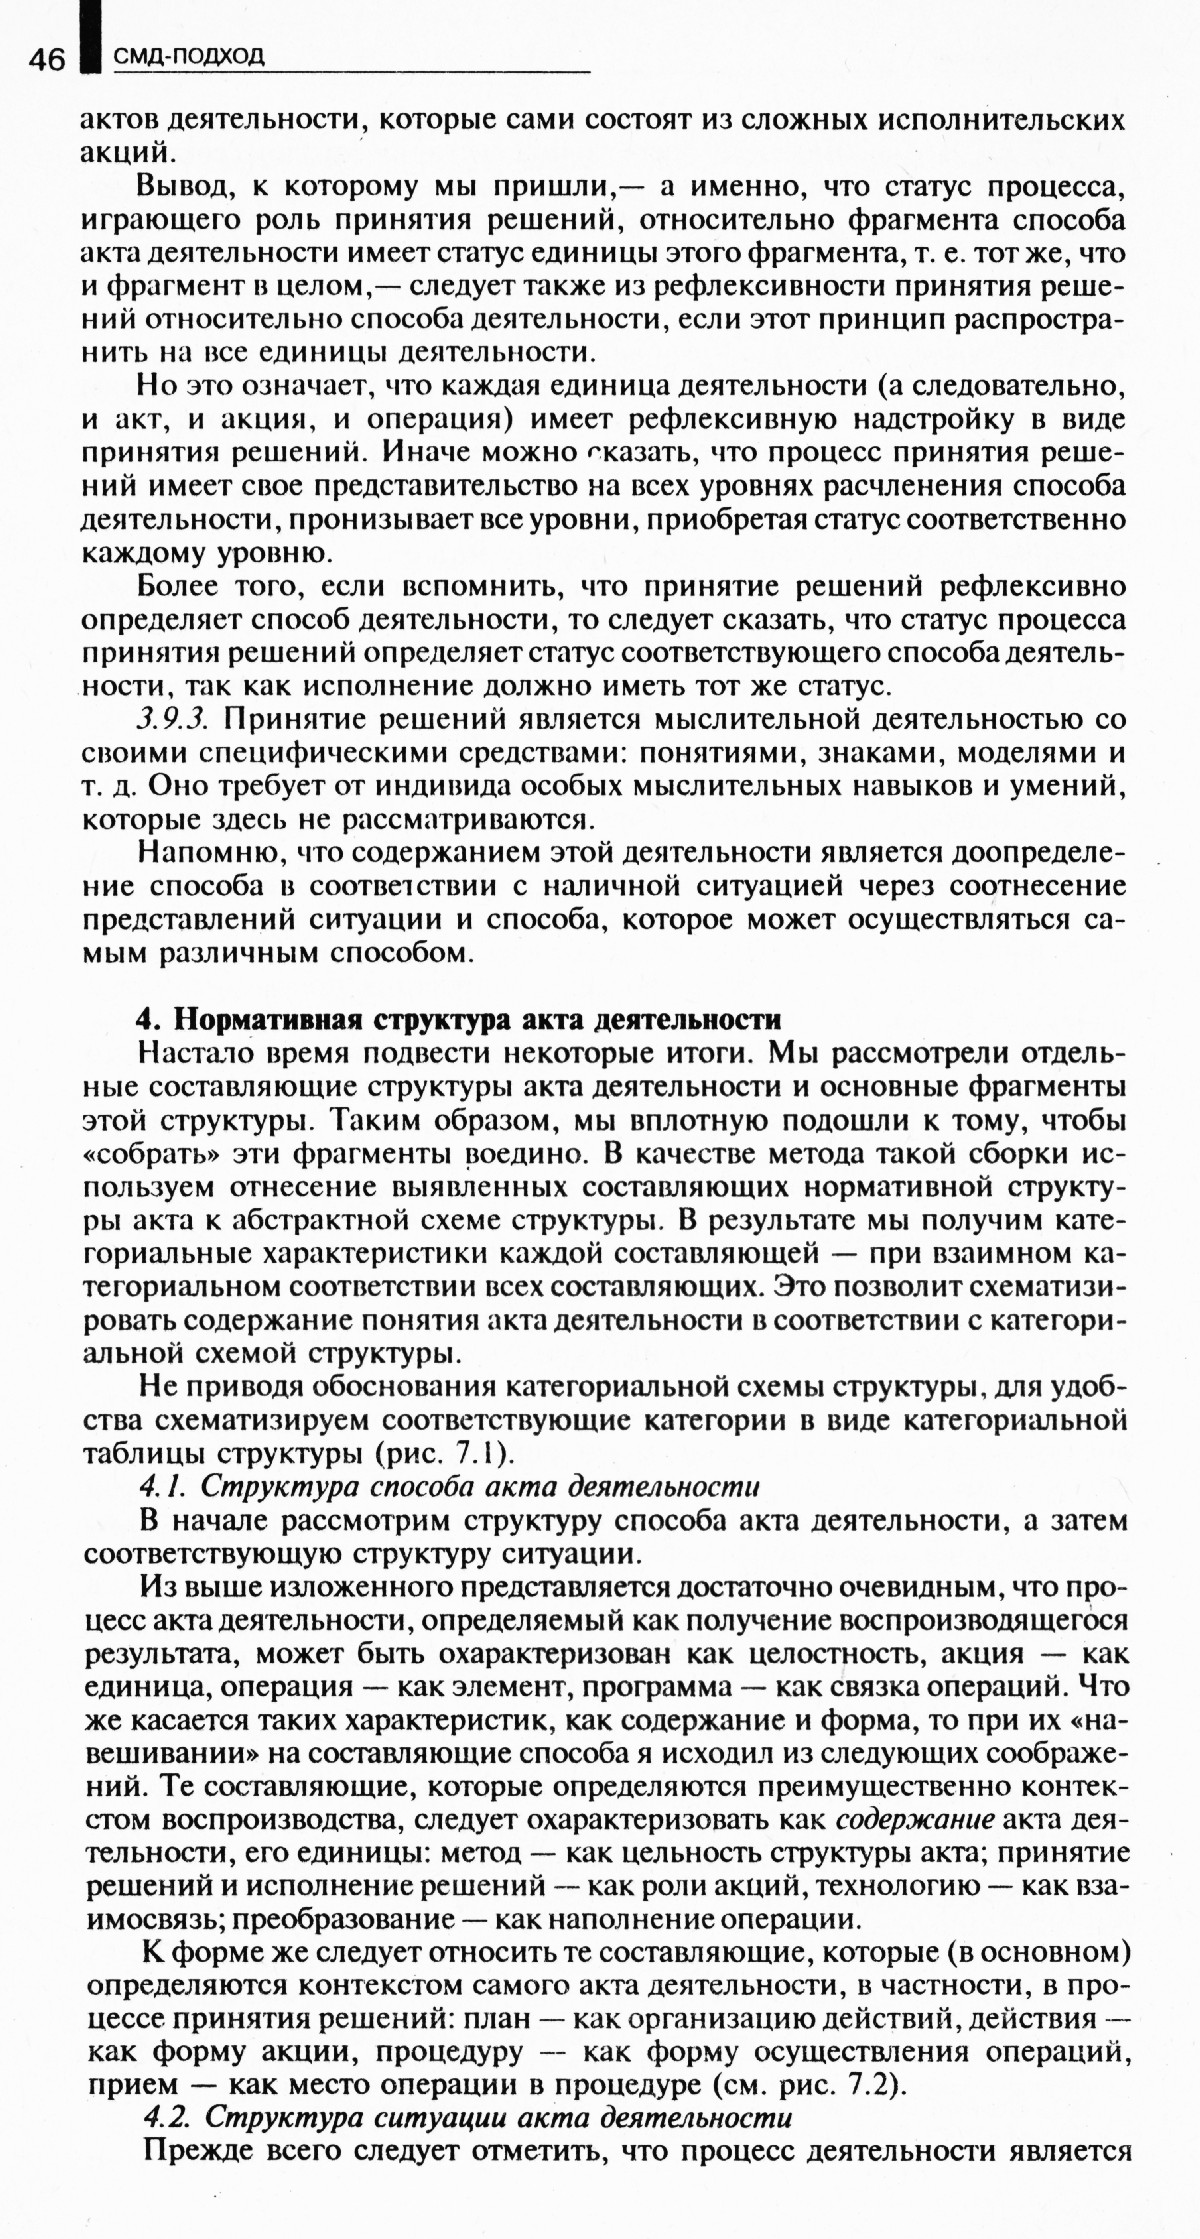 46
СМД-ПОДХОД
актов деятельности, которые сами состоят из сложных исполнительских
акций.
Вывод, к которому мы пришли,— а именно, что статус процесса,
играющего роль принятия решений, относительно фрагмента способа
акта деятельности имеет статус единицы этого фрагмента, т. е. тот же, что
и фрагмент в целом,— следует также из рефлексивности принятия реше-
ний относительно способа деятельности, если этот принцип распростра-
нить на все единицы деятельности.
Но это означает, что каждая единица деятельности (а следовательно,
и акт, и акция, и операция) имеет рефлексивную надстройку в виде
принятия решений. Иначе можно сказать, что процесс принятия реше-
ний имеет свое представительство на всех уровнях расчленения способа
деятельности, пронизывает все уровни, приобретая статус соответственно
каждому уровню.
Более того, если вспомнить, что принятие решений рефлексивно
определяет способ деятельности, то следует сказать, что статус процесса
принятия решений определяет статус соответствующего способа деятель-
ности, так как исполнение должно иметь тот же статус.
3.9.3. Принятие решений является мыслительной деятельностью со
своими специфическими средствами: понятиями, знаками, моделями и
т. д. Оно требует от индивида особых мыслительных навыков и умений,
которые здесь не рассматриваются.
Напомню, что содержанием этой деятельности является доопределе-
ние способа в соответствии с наличной ситуацией через соотнесение
представлений ситуации и способа, которое может осуществляться са-
мым различным способом.
4. Нормативная структура акта деятельности
Настало время подвести некоторые итоги. Мы рассмотрели отдель-
ные составляющие структуры акта деятельности и основные фрагменты
этой структуры. Таким образом, мы вплотную подошли к тому, чтобы
«собрать» эти фрагменты воедино. В качестве метода такой сборки ис-
пользуем отнесение выявленных составляющих нормативной структу-
ры акта к абстрактной схеме структуры. В результате мы получим кате-
гориальные характеристики каждой составляющей — при взаимном ка-
тегориальном соответствии всех составляющих. Это позволит схематизи-
ровать содержание понятия акта деятельности в соответствии с категори-
альной схемой структуры.
Не приводя обоснования категориальной схемы структуры, для удоб-
ства схематизируем соответствующие категории в виде категориальной
таблицы структуры (рис. 7.1).
4.1. Структура способа акта деятельности
В начале рассмотрим структуру способа акта деятельности, а затем
соответствующую структуру ситуации.
Из выше изложенного представляется достаточно очевидным, что про-
цесс акта деятельности, определяемый как получение воспроизводящегося
результата, может быть охарактеризован как целостность, акция — как
единица, операция — как элемент, программа — как связка операций. Что
же касается таких характеристик, как содержание и форма, то при их «на-
вешивании» на составляющие способа я исходил из следующих соображе-
ний. Те составляющие, которые определяются преимущественно контек-
стом воспроизводства, следует охарактеризовать как содержание акта дея-
тельности, его единицы: метод — как цельность структуры акта; принятие
решений и исполнение решений — как роли акций, технологию — как вза-
имосвязь; преобразование — как наполнение операции.
К форме же следует относить те составляющие, которые (в основном)
определяются контекстом самого акта деятельности, в частности, в про-
цессе принятия решений: план — как организацию действий, действия —
как форму акции, процедуру — как форму осуществления операций,
прием — как место операции в процедуре (см. рис. 7.2).
4.2. Структура ситуации акта деятельности
Прежде всего следует отметить, что процесс деятельности является